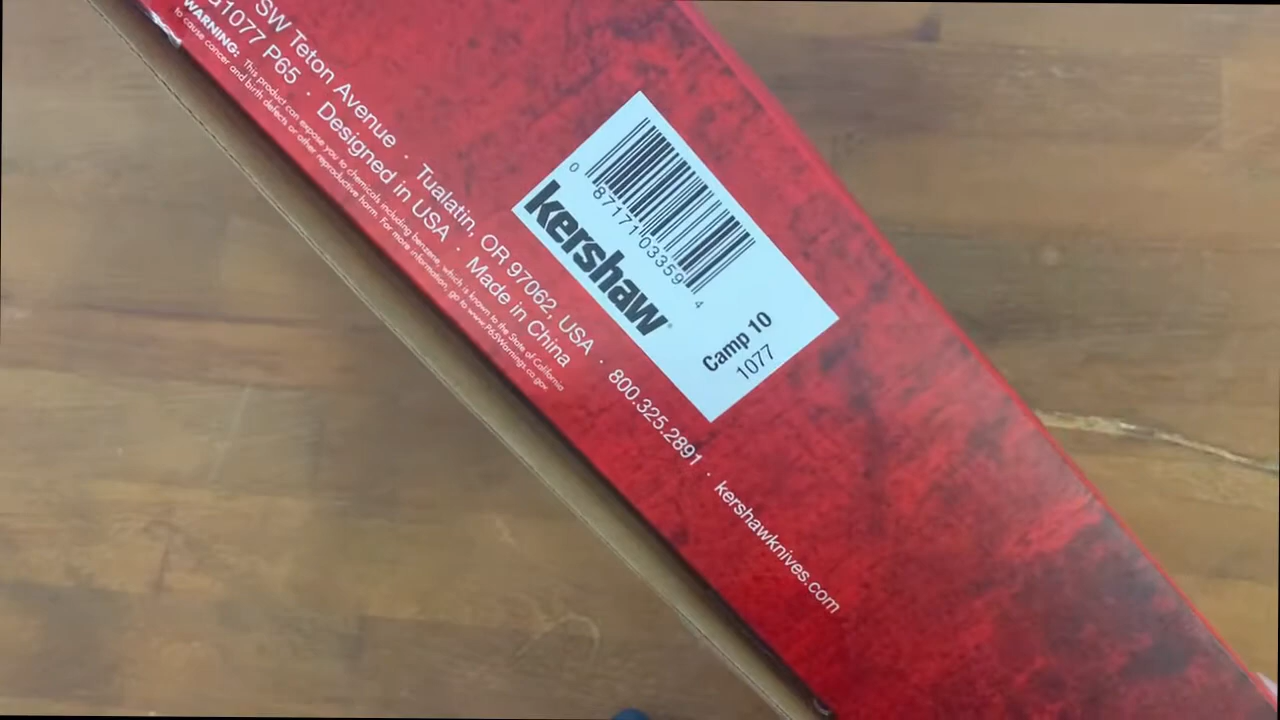 SW Teton Avenue · Tualatin, OR 97062, USA · 800.325.2891 · kershawknives.com
1077 P65 · Designed in USA · Made in China
WARNING: This product can expose you to chemicals including benzene, which is known to the State of California
to cause cancer and birth defects or other reproductive harm. For more information, go to www.P65Warnings.ca.gov
0 87171 03359 4
kershaw
Camp 10
1077